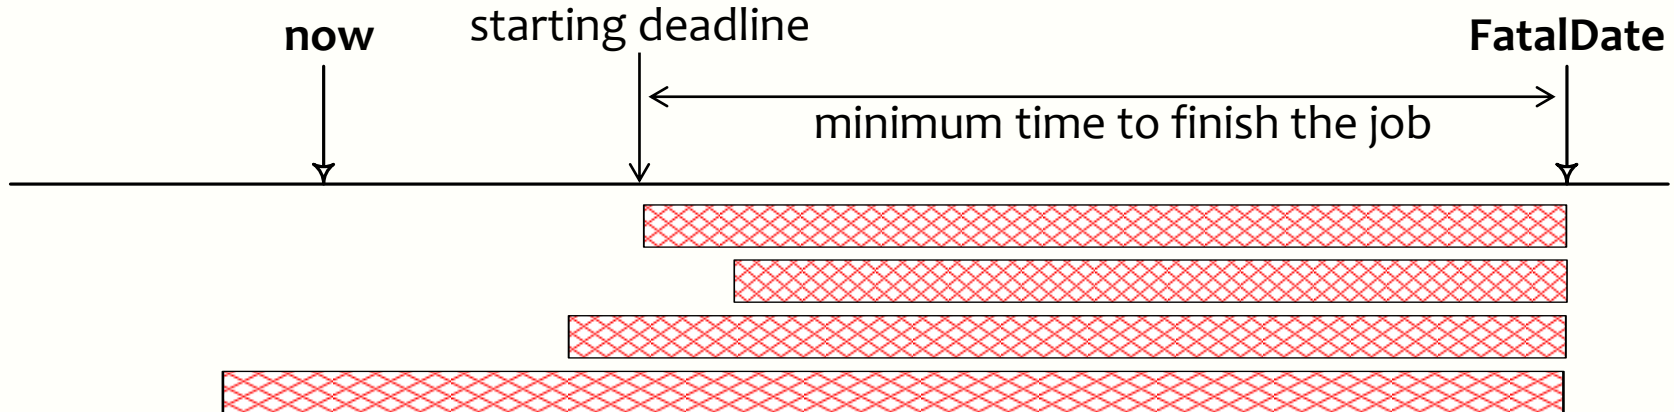 now
starting deadline
FatalDate
minimum time to finish the job